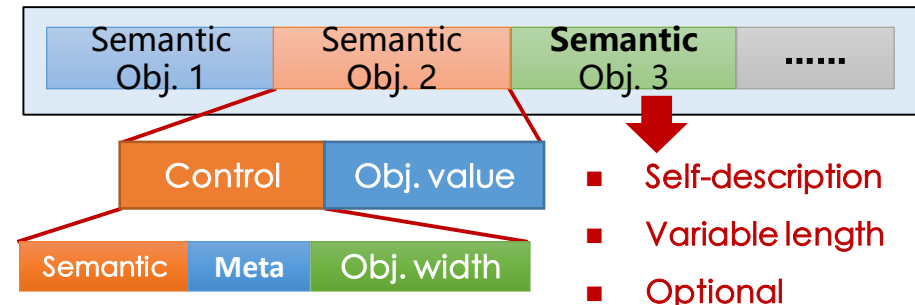 Semantic
Obj. 1
Semantic
Obj. 2
Semantic
Obj. 3
......
Control
Obj. value
Semantic
Meta
Obj. width
■ Self-description
■ Variable length
■ Optional